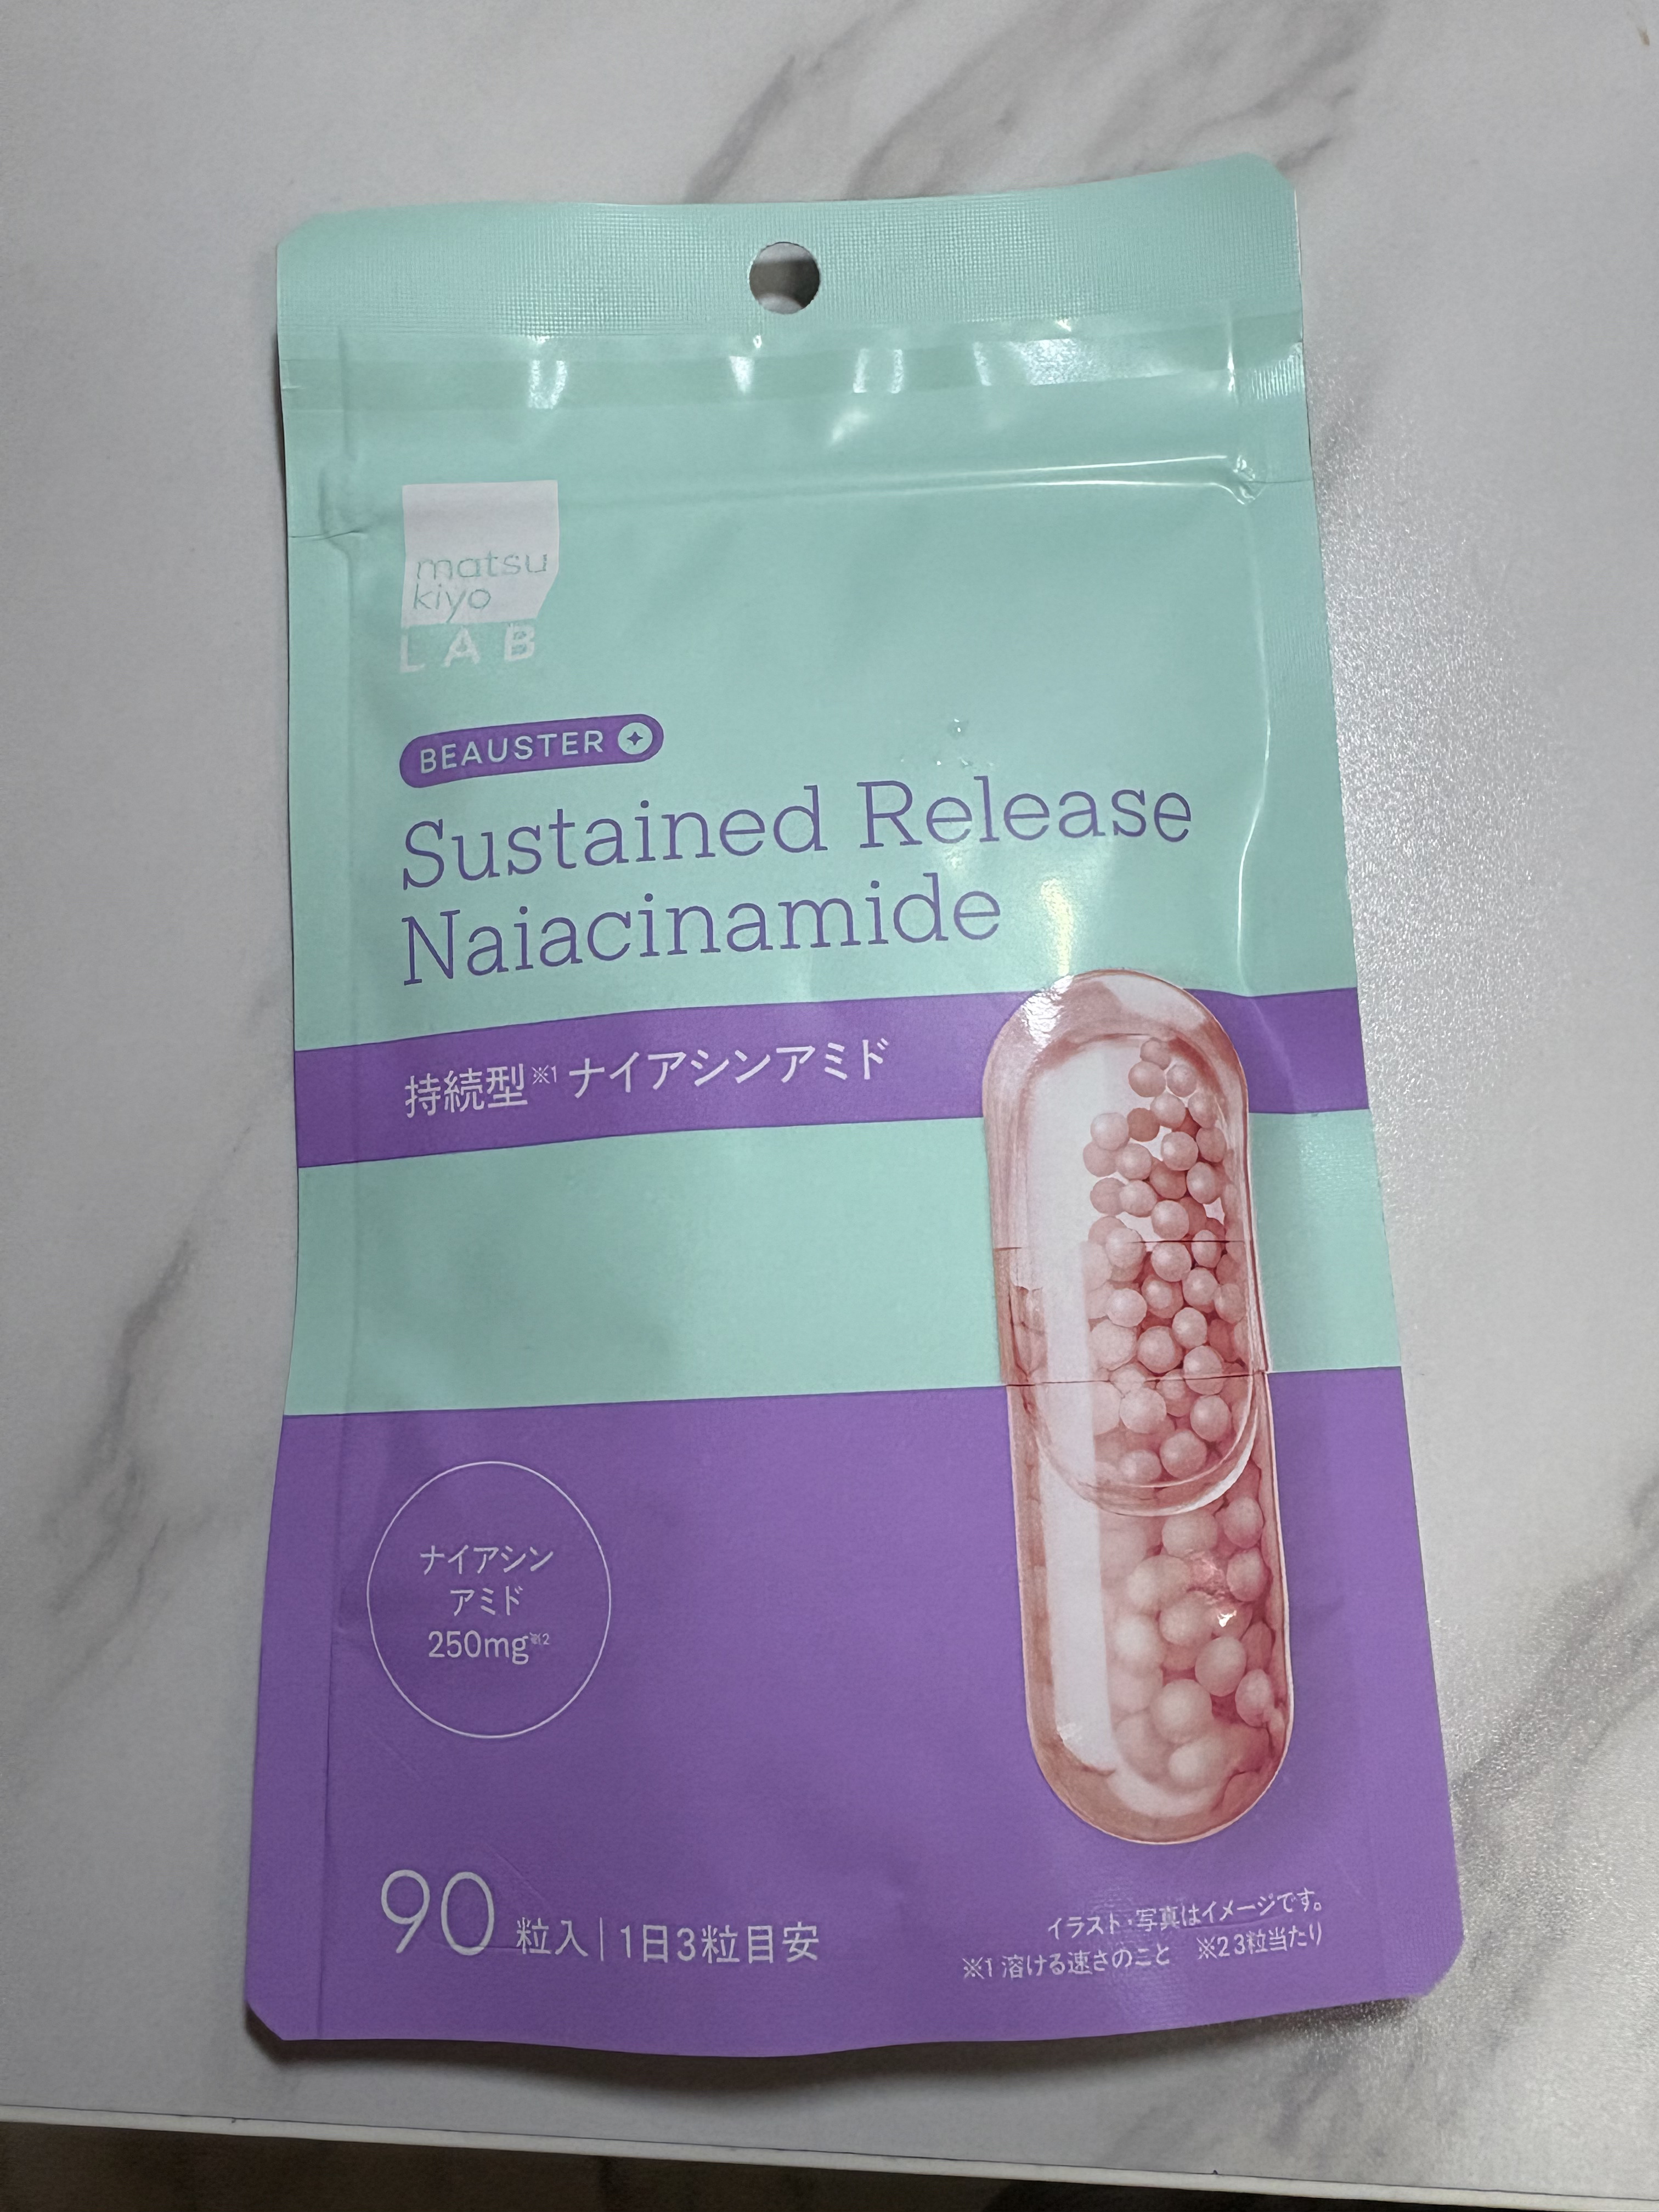 matsu
kiyo
LAB
BEAUSTER
Sustained Release
Naiacinamide
持続型※1 ナイアシンアミド
ナイアシン
アミド
250mg※2
90 粒入 | 1日3粒目安
イラスト・写真はイメージです。
※1 溶ける速さのこと ※2 3粒当たり